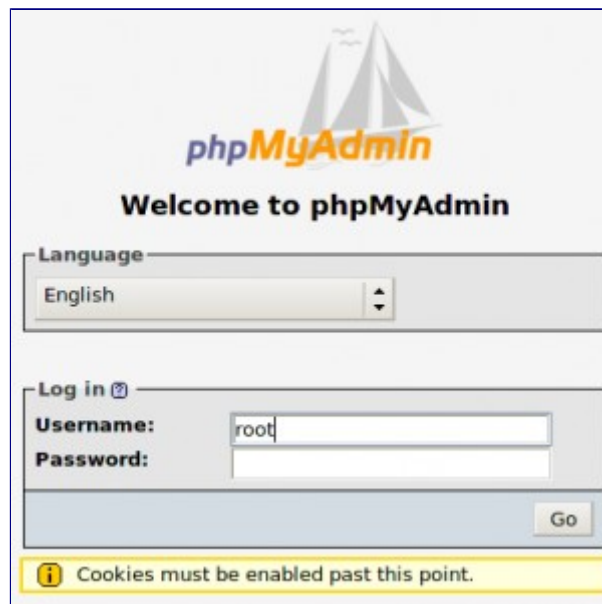 phpMyAdmin
Welcome to phpMyAdmin
Language
English
Log in
Username: root
Password:
Go
Cookies must be enabled past this point.